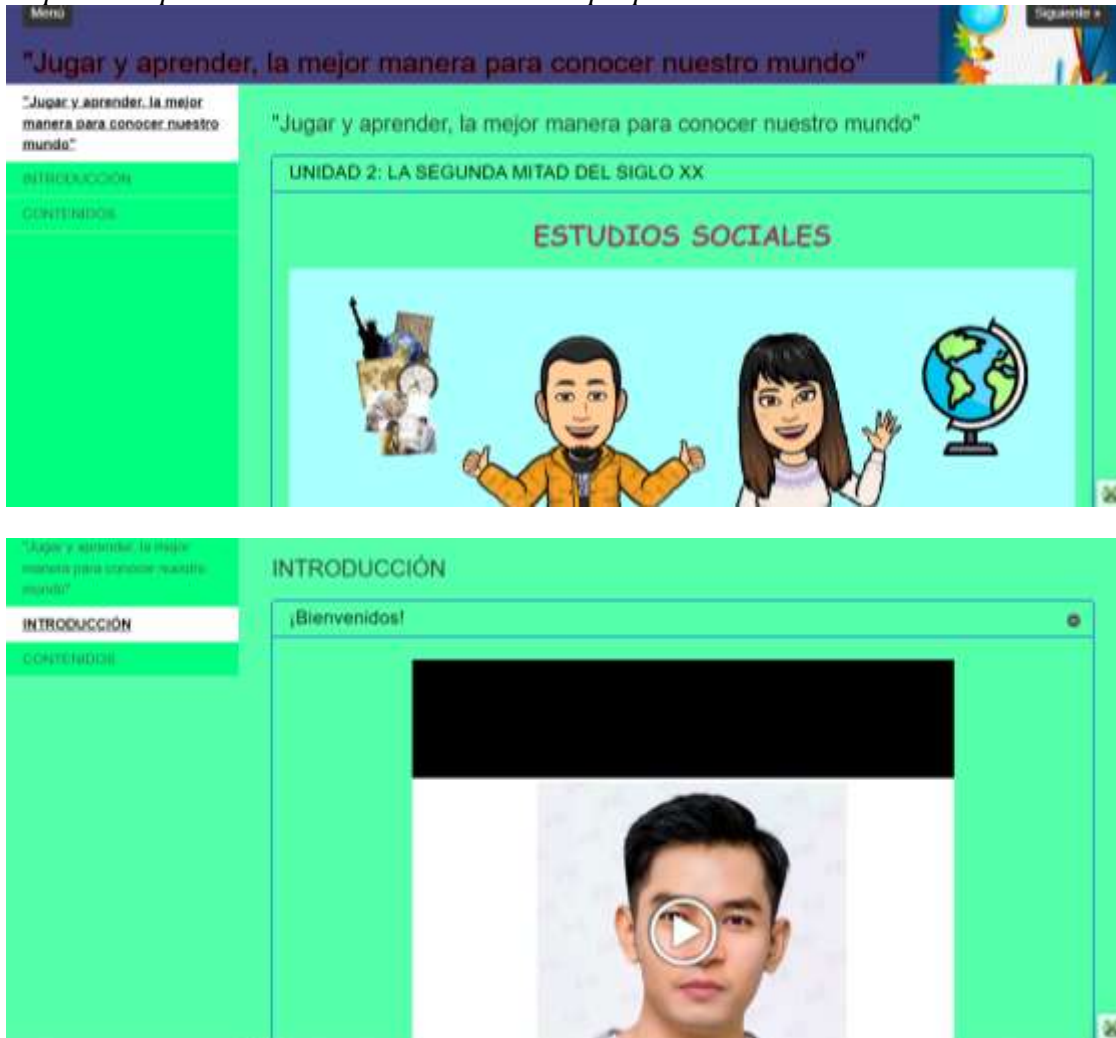 Menú
Siguiente »
"Jugar y aprender, la mejor manera para conocer nuestro mundo"
"Jugar y aprender, la mejor
manera para conocer nuestro
mundo"
INTRODUCCIÓN
CONTENIDOS
"Jugar y aprender, la mejor manera para conocer nuestro mundo"
UNIDAD 2: LA SEGUNDA MITAD DEL SIGLO XX
ESTUDIOS SOCIALES
"Jugar y aprender, la mejor
manera para conocer nuestro
mundo"
INTRODUCCIÓN
CONTENIDOS
INTRODUCCIÓN
¡Bienvenidos!